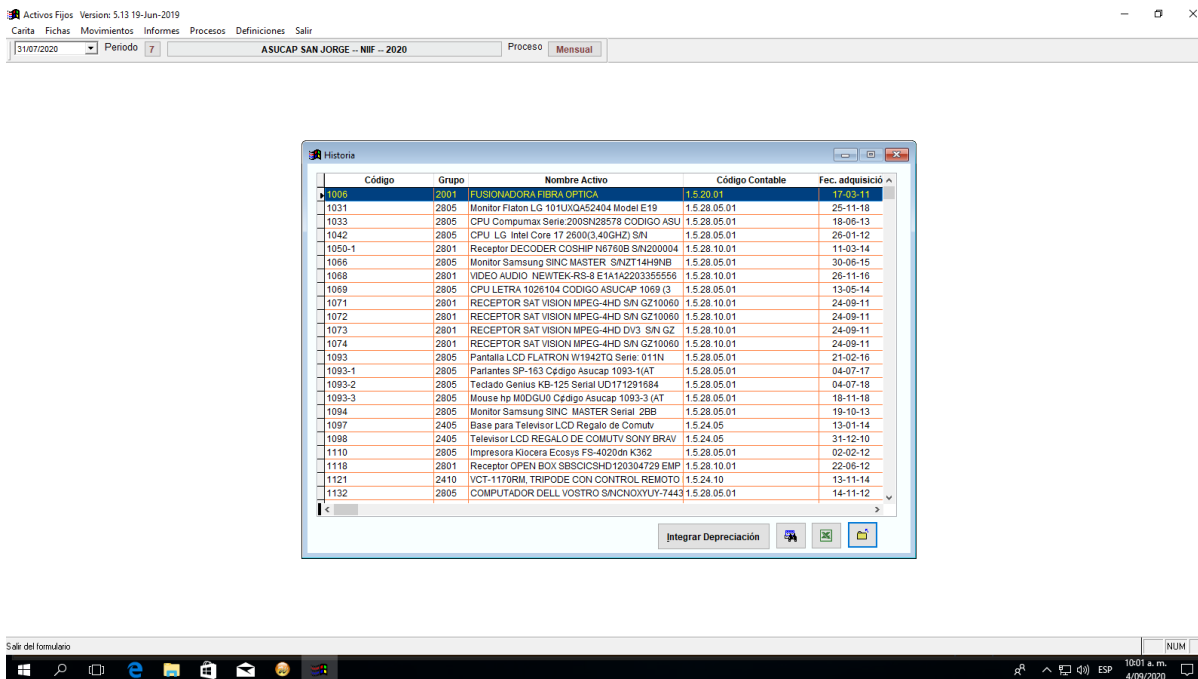 Activos Fijos Version: 5.13 19-Jun-2019
Carita Fichas Movimientos Informes Procesos Definiciones Salir
31/07/2020 Periodo 7 ASUCAP SAN JORGE -- NIIF -- 2020 Proceso Mensual
Historia
Código Grupo Nombre Activo Código Contable Fec. adquisició
1006 2001 FUSIONADORA FIBRA OPTICA 1.5.20.01 17-03-11
1031 2805 Monitor Flaton LG 101UXQA52404 Model E19 1.5.28.05.01 25-11-18
1033 2805 CPU Compumax Serie:200SN28578 CODIGO ASU 1.5.28.05.01 18-06-13
1042 2805 CPU LG Intel Core 17 2600(3,40GHZ) S/N 1.5.28.05.01 26-01-12
1050-1 2801 Receptor DECODER COSHIP N6760B S/N200004 1.5.28.10.01 11-03-14
1066 2805 Monitor Samsung SINC MASTER S/NZT14H9NB 1.5.28.05.01 30-06-15
1068 2801 VIDEO AUDIO NEWTEK-RS-8 E1A1A2203355556 1.5.28.10.01 26-11-16
1069 2805 CPU LETRA 1026104 CODIGO ASUCAP 1069 (3 1.5.28.05.01 13-05-14
1071 2801 RECEPTOR SAT VISION MPEG-4HD S/N GZ10060 1.5.28.10.01 24-09-11
1072 2801 RECEPTOR SAT VISION MPEG-4HD S/N GZ10060 1.5.28.10.01 24-09-11
1073 2801 RECEPTOR SAT VISION MPEG-4HD DV3 S/N GZ 1.5.28.10.01 24-09-11
1074 2801 RECEPTOR SAT VISION MPEG-4HD S/N GZ10060 1.5.28.10.01 24-09-11
1093 2805 Pantalla LCD FLATRON W1942TQ Serie: 011N 1.5.28.05.01 21-02-16
1093-1 2805 Parlantes SP-163 C¢digo Asucap 1093-1(AT 1.5.28.05.01 04-07-17
1093-2 2805 Teclado Genius KB-125 Serial UD171291684 1.5.28.05.01 04-07-18
1093-3 2805 Mouse hp M0DGU0 C¢digo Asucap 1093-3 (AT 1.5.28.05.01 18-11-18
1094 2805 Monitor Samsung SINC MASTER Serial 2BB 1.5.28.05.01 19-10-13
1097 2405 Base para Televisor LCD Regalo de Comutv 1.5.24.05 13-01-14
1098 2405 Televisor LCD REGALO DE COMUTV SONY BRAV 1.5.24.05 31-12-10
1110 2805 Impresora Kiocera Ecosys FS-4020dn K362 1.5.28.05.01 02-02-12
1118 2801 Receptor OPEN BOX SBSCICSHD120304729 EMP 1.5.28.10.01 22-06-12
1121 2410 VCT-1170RM, TRIPODE CON CONTROL REMOTO 1.5.24.10 13-11-14
1132 2805 COMPUTADOR DELL VOSTRO S/NCNOXYUY-7443 1.5.28.05.01 14-11-12
Integrar Depreciación
Salir del formulario NUM
ESP 10:01 a. m.
4/09/2020